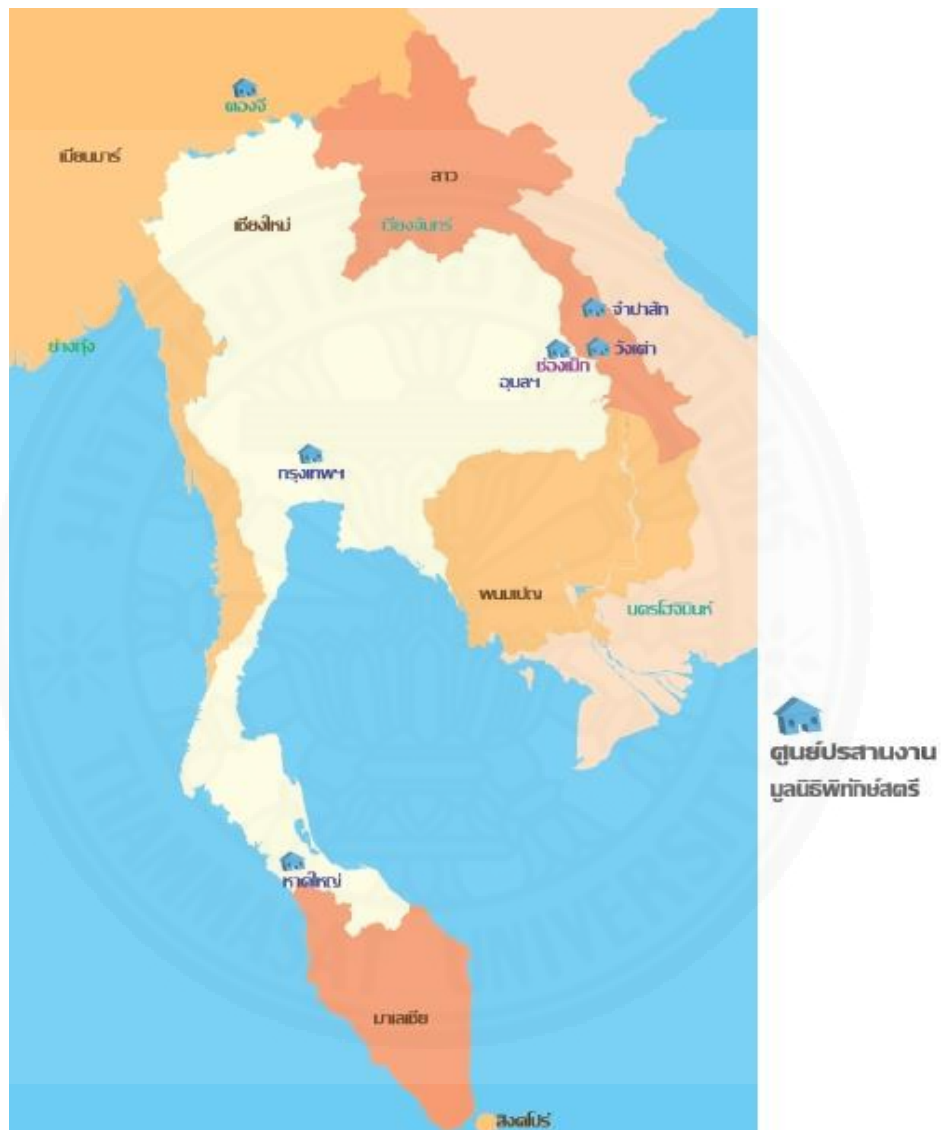 ตองจี
เมียนมาร์
ลาว
เชียงใหม่
เวียงจันทร์
จำปาสัก
ย่างกุ้ง
วังเต่า
ช่องเม็ก
อุบลฯ
กรุงเทพฯ
พนมเปญ
นครโฮจิมินห์
ศูนย์ประสานงาน
มูลนิธิพิทักษ์สตรี
หาดใหญ่
มาเลเซีย
สิงคโปร์
THAMMASAT UNIVERSITY